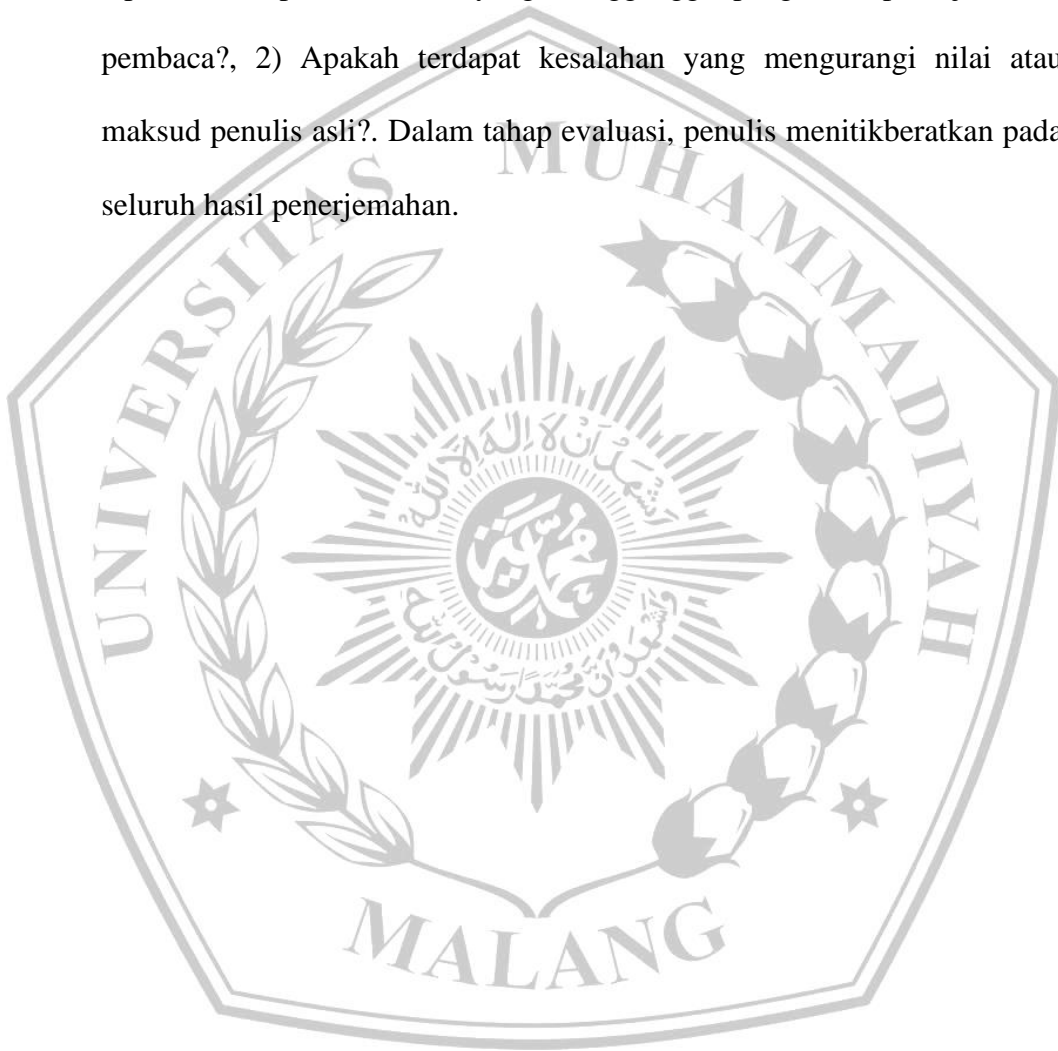 pembaca?, 2) Apakah terdapat kesalahan yang mengurangi nilai atau
maksud penulis asli?. Dalam tahap evaluasi, penulis menitikberatkan pada
seluruh hasil penerjemahan.
UNIVERSITAS MUHAMMADIYAH
MALANG